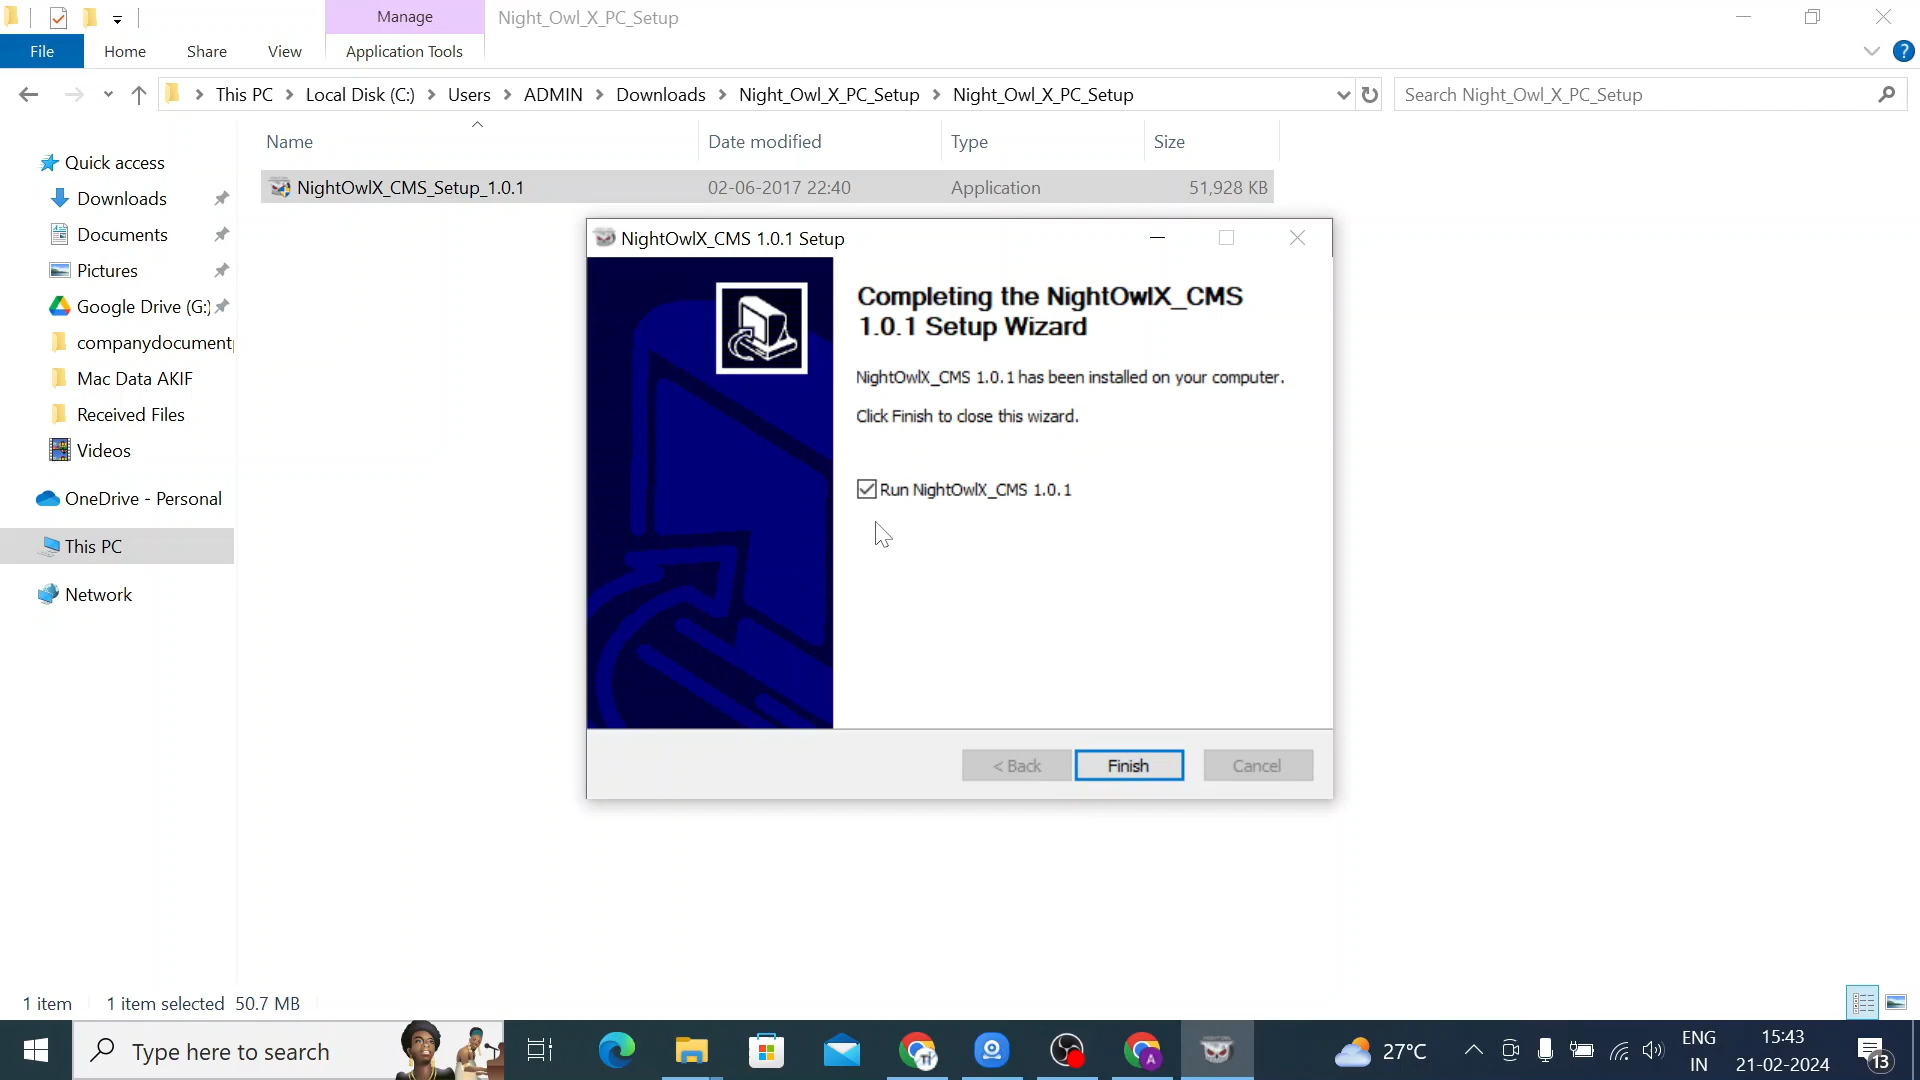 Manage
Night_Owl_X_PC_Setup
File
Home
Share
View
Application Tools
?
This PC
Local Disk (C:)
Users
ADMIN
Downloads
Night_Owl_X_PC_Setup
Night_Owl_X_PC_Setup
Search Night_Owl_X_PC_Setup
Name
Date modified
Type
Size
NightOwlX_CMS_Setup_1.0.1
02-06-2017 22:40
Application
51,928 KB
Quick access
Downloads
Documents
Pictures
Google Drive (G:)
companydocument
Mac Data AKIF
Received Files
Videos
OneDrive - Personal
This PC
Network
NightOwlX_CMS 1.0.1 Setup
Completing the NightOwlX_CMS
1.0.1 Setup Wizard
NightOwlX_CMS 1.0.1 has been installed on your computer.
Click Finish to close this wizard.
Run NightOwlX_CMS 1.0.1
< Back
Finish
Cancel
1 item
1 item selected 50.7 MB
Type here to search
A
27°C
ENG
IN
15:43
21-02-2024
13